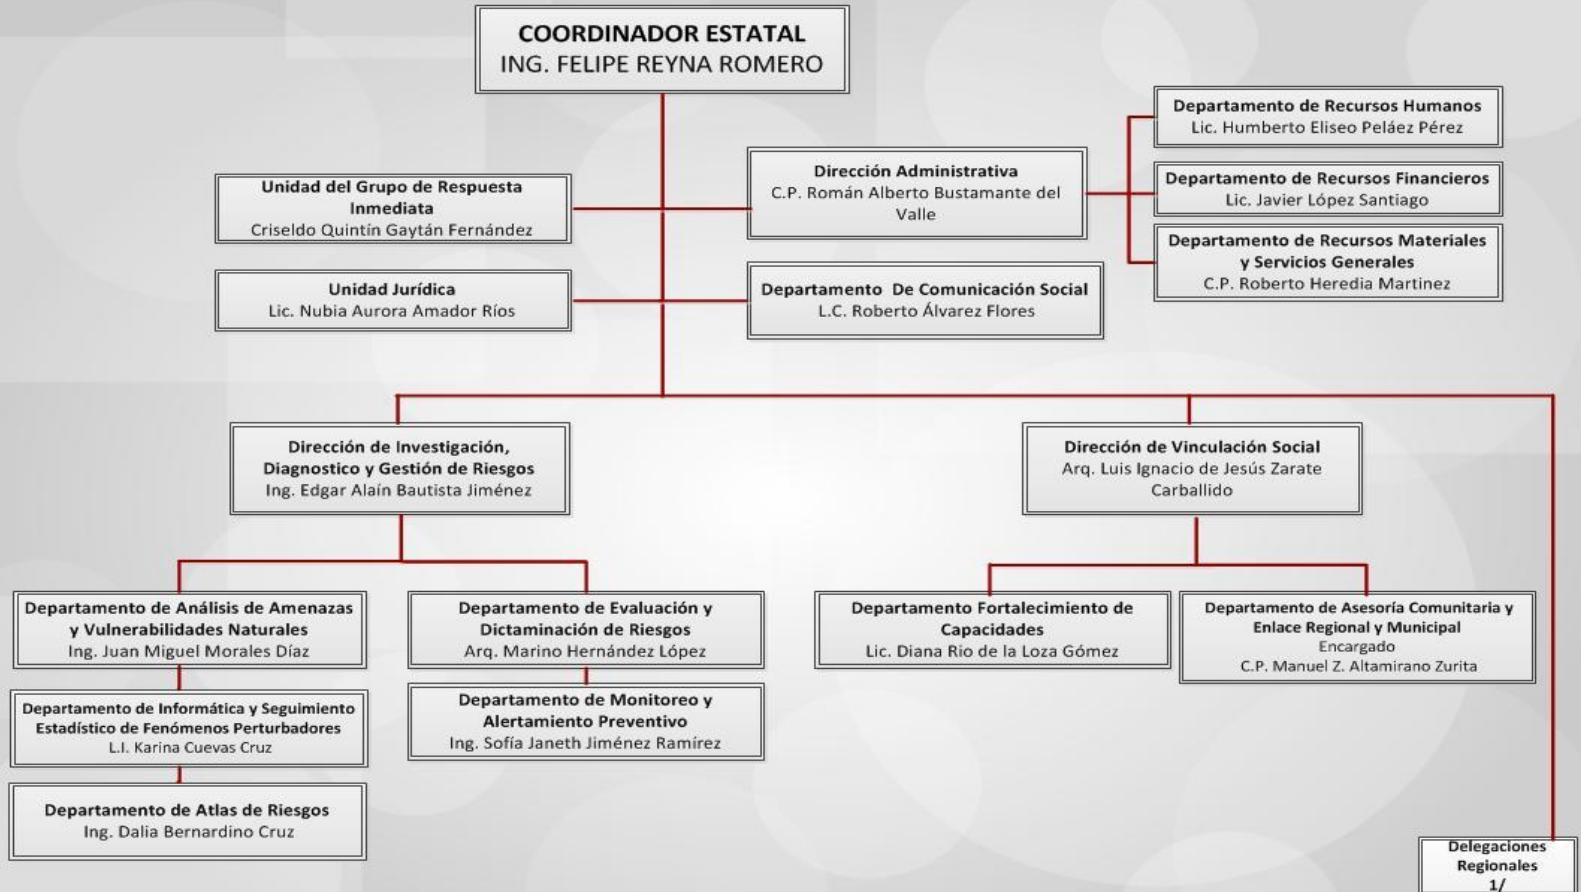 COORDINADOR ESTATAL
ING. FELIPE REYNA ROMERO
Departamento de Recursos Humanos
Lic. Humberto Eliseo Peláez Pérez
Dirección Administrativa
C.P. Román Alberto Bustamante del
Valle
Unidad del Grupo de Respuesta
Inmediata
Criseldo Quintín Gaytán Fernández
Departamento de Recursos Financieros
Lic. Javier López Santiago
Departamento de Recursos Materiales
y Servicios Generales
C.P. Roberto Heredia Martinez
Unidad Jurídica
Lic. Nubia Aurora Amador Ríos
Departamento De Comunicación Social
L.C. Roberto Álvarez Flores
Dirección de Investigación,
Diagnostico y Gestión de Riesgos
Ing. Edgar Alaín Bautista Jiménez
Dirección de Vinculación Social
Arq. Luis Ignacio de Jesús Zarate
Carballido
Departamento de Análisis de Amenazas
y Vulnerabilidades Naturales
Ing. Juan Miguel Morales Díaz
Departamento de Evaluación y
Dictaminación de Riesgos
Arq. Marino Hernández López
Departamento Fortalecimiento de
Capacidades
Lic. Diana Rio de la Loza Gómez
Departamento de Asesoría Comunitaria y
Enlace Regional y Municipal
Encargado
C.P. Manuel Z. Altamirano Zurita
Departamento de Informática y Seguimiento
Estadístico de Fenómenos Perturbadores
L.I. Karina Cuevas Cruz
Departamento de Monitoreo y
Alertamiento Preventivo
Ing. Sofía Janeth Jiménez Ramírez
Departamento de Atlas de Riesgos
Ing. Dalia Bernardino Cruz
Delegaciones
Regionales
1/